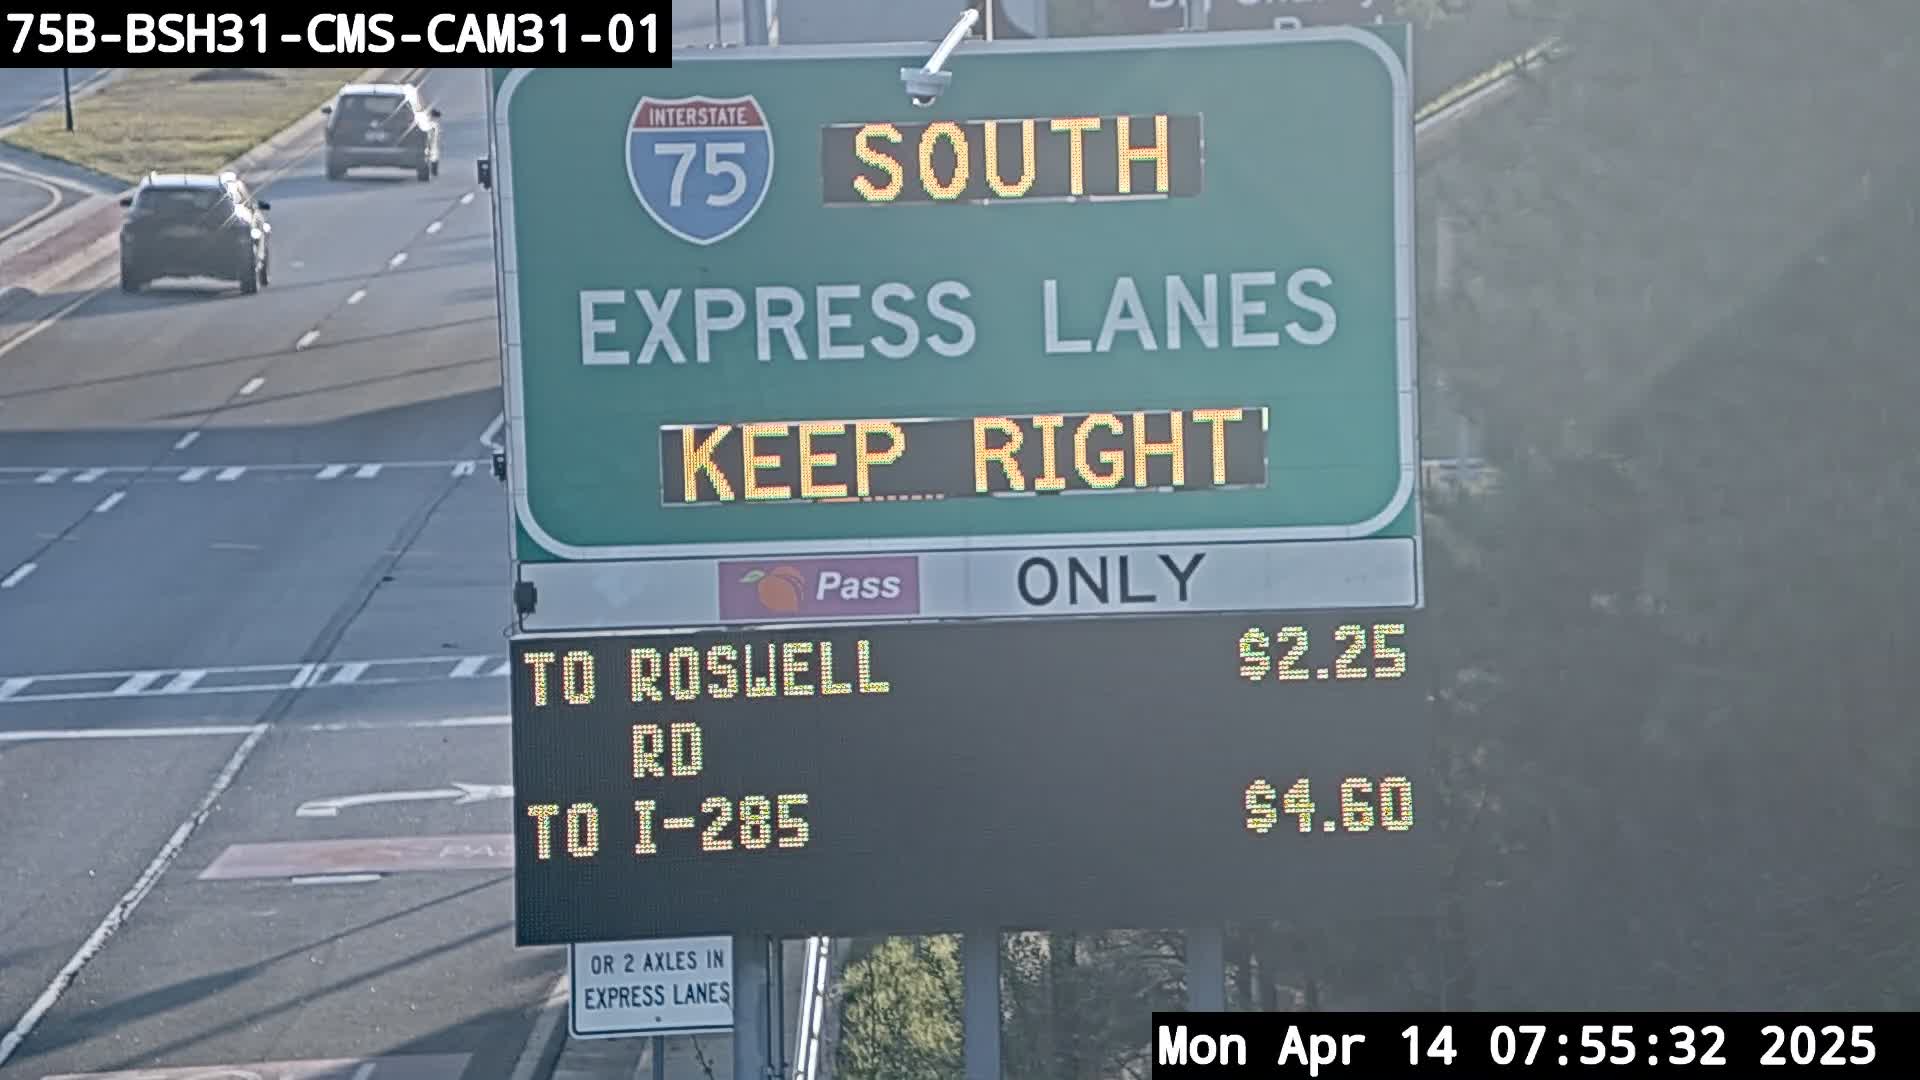 75B-BSH31-CMS-CAM31-01
INTERSTATE
75
SOUTH
EXPRESS LANES
KEEP RIGHT
Pass ONLY
TO ROSWELL $2.25
RD
TO I-285 $4.60
OR 2 AXLES IN
EXPRESS LANES
Mon Apr 14 07:55:32 2025